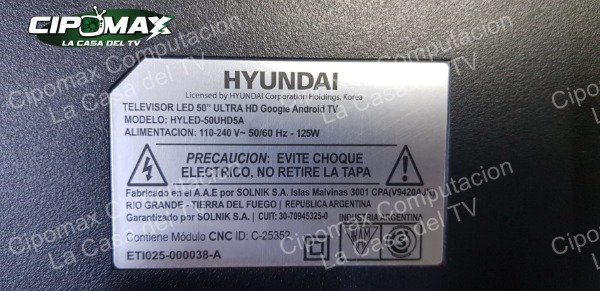 CIPOMAX
LA CASA DEL TV
Cipomax Computacion
La Casa del TV
HYUNDAI
Licensed by HYUNDAI Corporation Holdings, Korea
TELEVISOR LED 50" ULTRA HD Google Android TV
MODELO: HYLED-50UHD5A
ALIMENTACION: 110-240 V~ 50/60 Hz - 125W
PRECAUCION: EVITE CHOQUE
ELECTRICO, NO RETIRE LA TAPA
Fabricado en el A.A.E por SOLNIK S.A. Islas Malvinas 3001 CPA(V9420AJK)
RIO GRANDE - TIERRA DEL FUEGO | REPUBLICA ARGENTINA
Garantizado por SOLNIK S.A. | CUIT: 30-70945325-0
INDUSTRIA ARGENTINA
Contiene Módulo CNC ID: C-25352
ETI025-000038-A